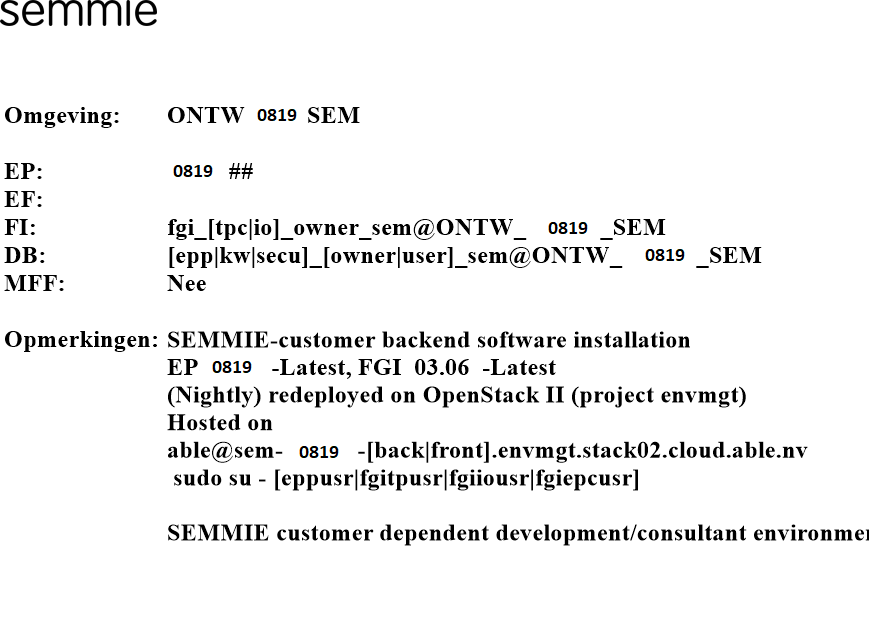 semmie
Omgeving: ONTW 0819 SEM
EP: 0819 ##
EF:
FI: fgi_[tpc|io]_owner_sem@ONTW_ 0819 _SEM
DB: [epp|kw|secu]_[owner|user]_sem@ONTW_ 0819 _SEM
MFF: Nee
Opmerkingen: SEMMIE-customer backend software installation
EP 0819 -Latest, FGI 03.06 -Latest
(Nightly) redeployed on OpenStack II (project envmgt)
Hosted on
able@sem- 0819 -[back|front].envmgt.stack02.cloud.able.nv
sudo su - [eppusr|fgitpusr|fgiiousr|fgiepcusr]
SEMMIE customer dependent development/consultant